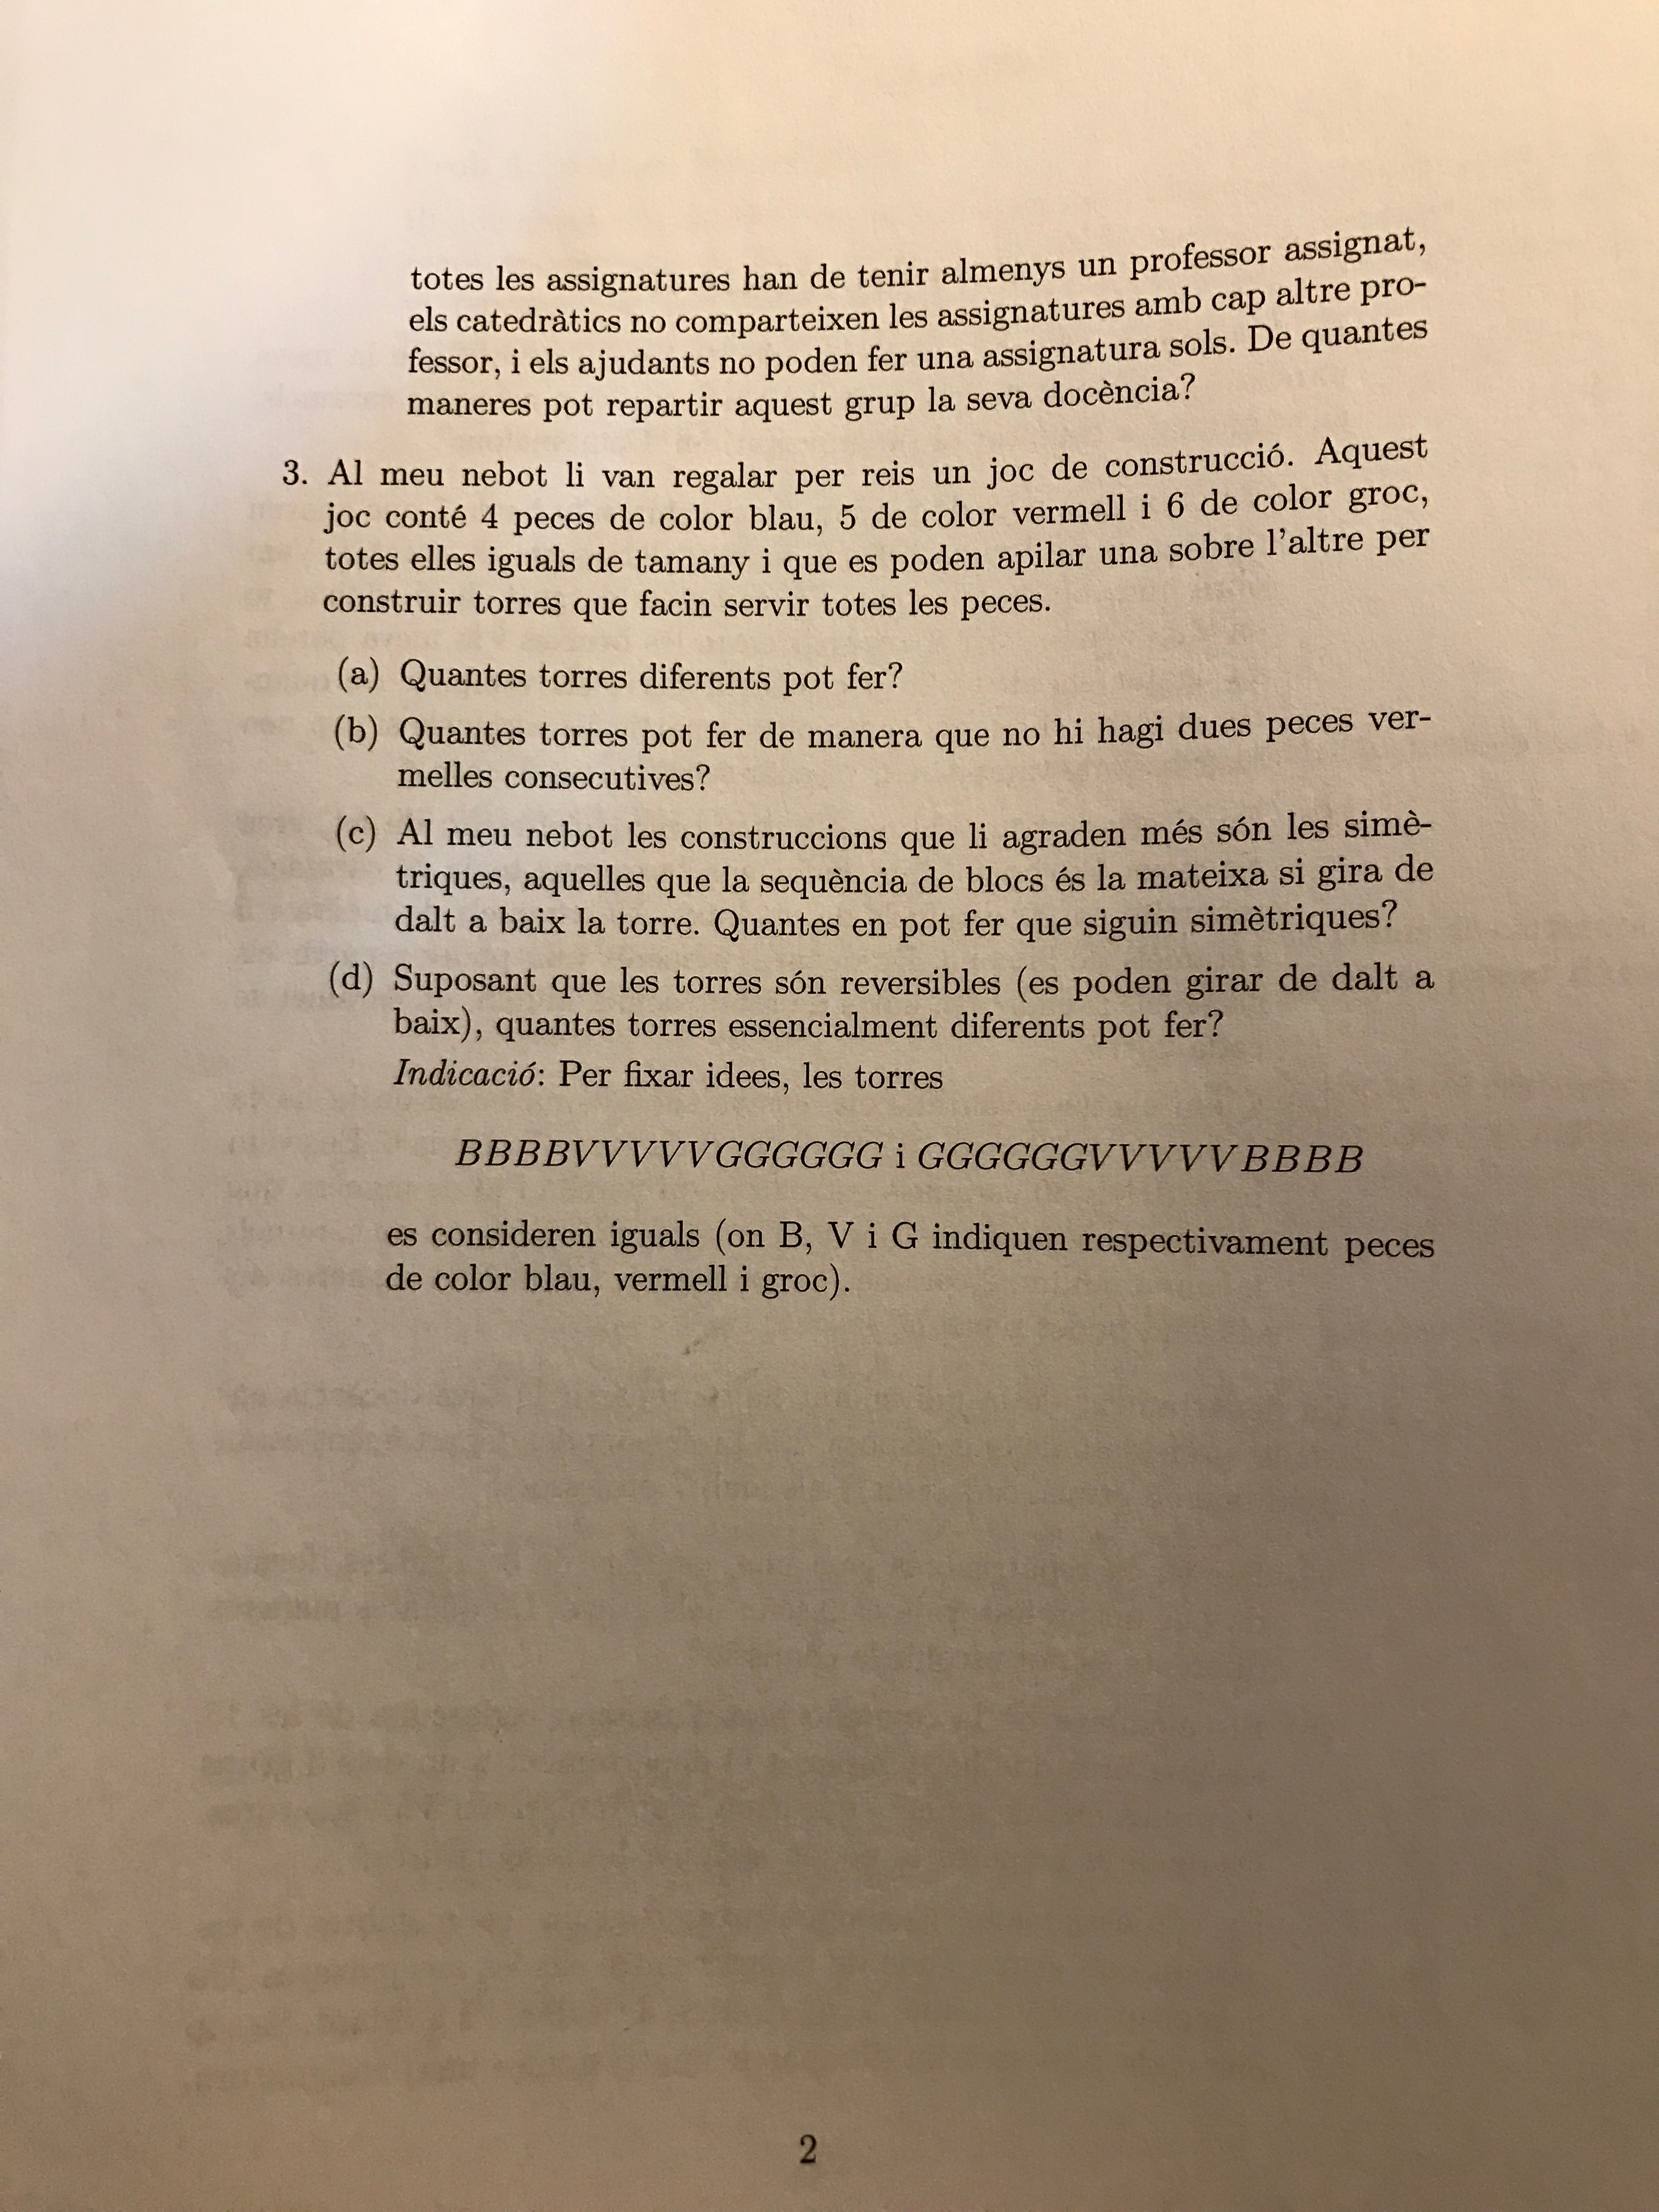 totes les assignatures han de tenir almenys un professor assignat,
els catedràtics no comparteixen les assignatures amb cap altre pro-
fessor, i els ajudants no poden fer una assignatura sols. De quantes
maneres pot repartir aquest grup la seva docència?
3. Al meu nebot li van regalar per reis un joc de construcció. Aquest
joc conté 4 peces de color blau, 5 de color vermell i 6 de color groc,
totes elles iguals de tamany i que es poden apilar una sobre l'altre per
construir torres que facin servir totes les peces.
(a) Quantes torres diferents pot fer?
(b) Quantes torres pot fer de manera que no hi hagi dues peces ver-
melles consecutives?
(c) Al meu nebot les construccions que li agraden més són les simè-
triques, aquelles que la seqüència de blocs és la mateixa si gira de
dalt a baix la torre. Quantes en pot fer que siguin simètriques?
(d) Suposant que les torres són reversibles (es poden girar de dalt a
baix), quantes torres essencialment diferents pot fer?
Indicació: Per fixar idees, les torres
BBBBVVVVVGGGGGG i GGGGGGVVVVVBBBB
es consideren iguals (on B, V i G indiquen respectivament peces
de color blau, vermell i groc).
2